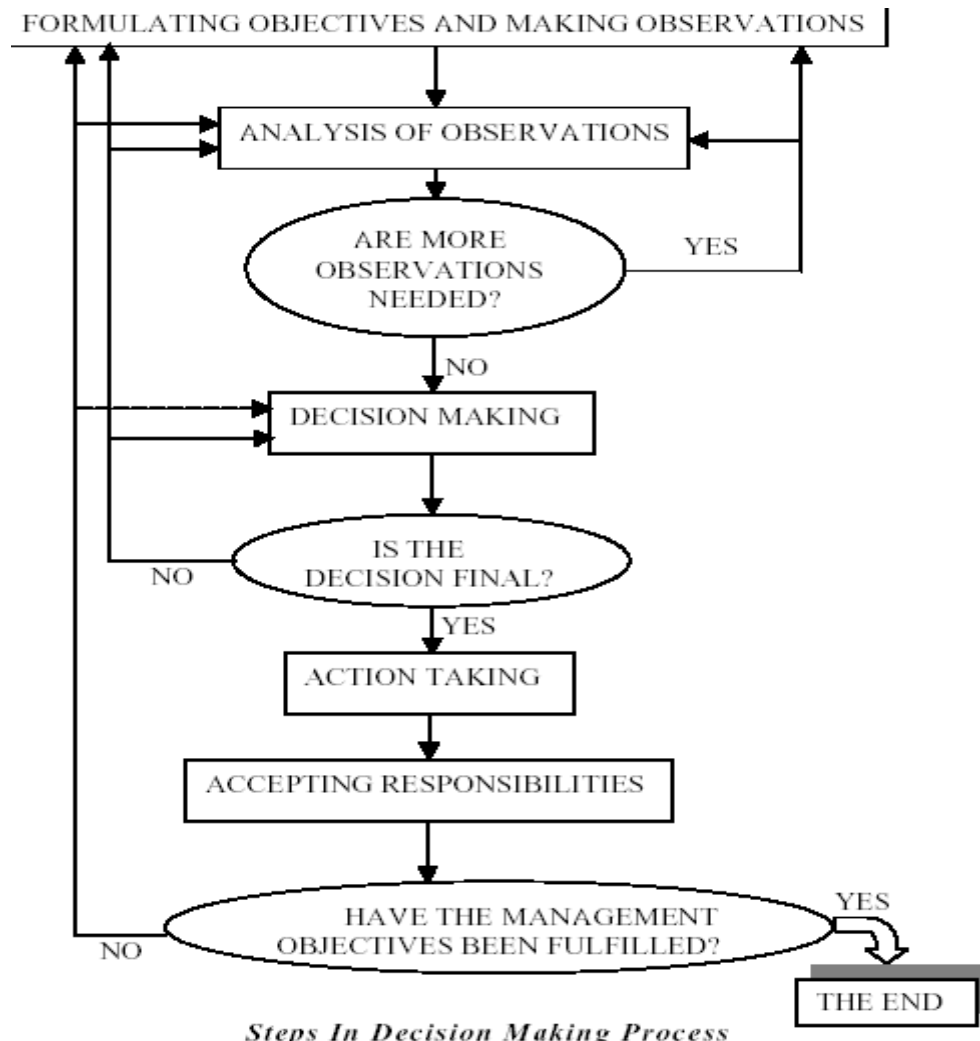 FORMULATING OBJECTIVES AND MAKING OBSERVATIONS
ANALYSIS OF OBSERVATIONS
ARE MORE
OBSERVATIONS
NEEDED?
YES
NO
DECISION MAKING
IS THE
DECISION FINAL?
NO
YES
ACTION TAKING
ACCEPTING RESPONSIBILITIES
HAVE THE MANAGEMENT
OBJECTIVES BEEN FULFILLED?
YES
NO
THE END
Steps In Decision Making Process